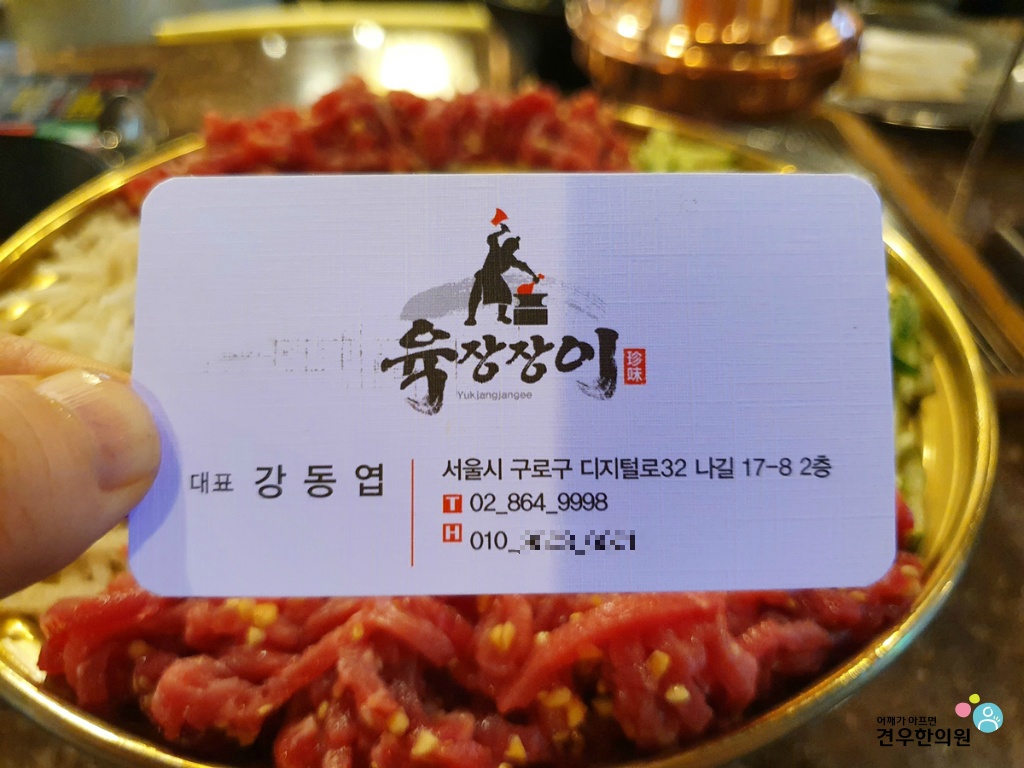 육장장이
珍味
Yukjangjangee
대표 강동엽
서울시 구로구 디지털로32 나길 17-8 2층
T 02_864_9998
H 010_
어깨가 아프면
견우한의원